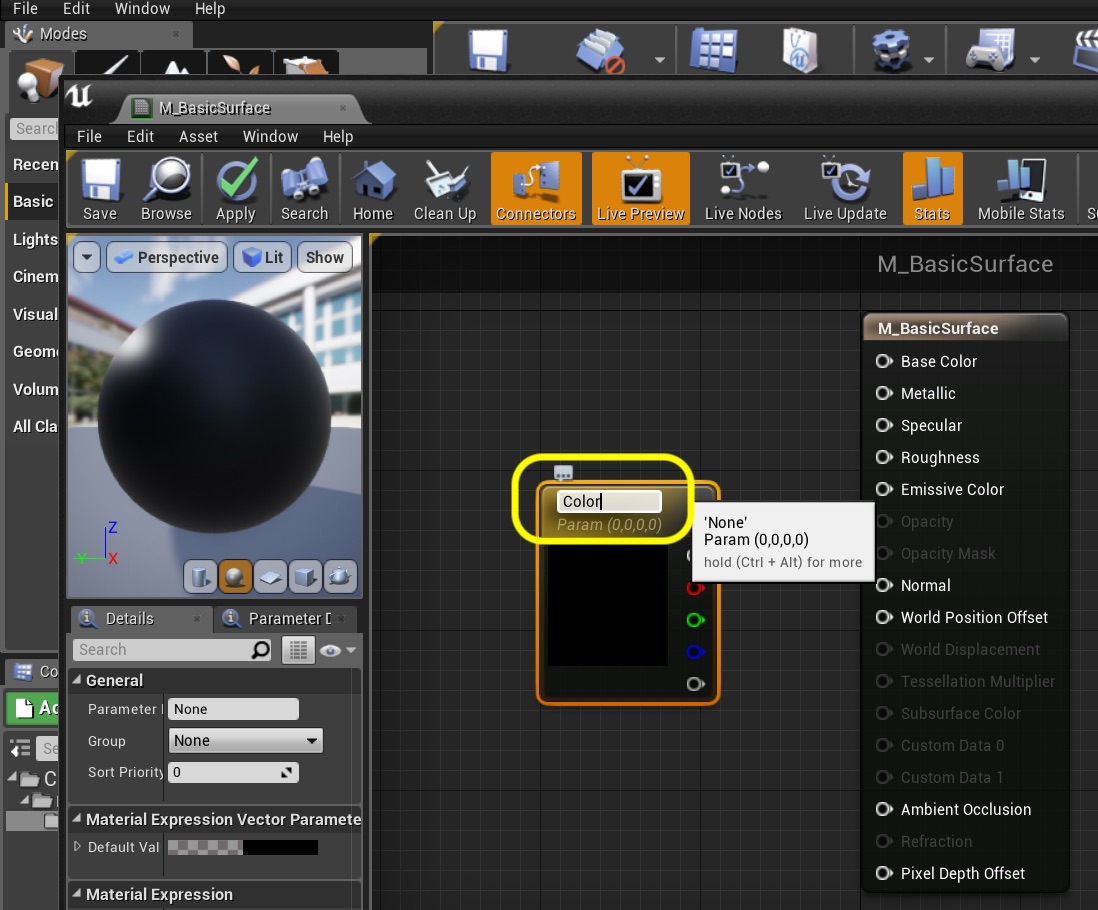 File Edit Window Help
Modes
M_BasicSurface
File Edit Asset Window Help
Save Browse Apply Search Home Clean Up Connectors Live Preview Live Nodes Live Update Stats Mobile Stats
Searc
Recen
Basic
Lights
Cinem
Visual
Geom
Volum
All Cla
Perspective Lit Show
Z
Y X
M_BasicSurface
M_BasicSurface
Base Color
Metallic
Specular
Roughness
Emissive Color
Opacity
Opacity Mask
Normal
World Position Offset
World Displacement
Tessellation Multiplier
Subsurface Color
Custom Data 0
Custom Data 1
Ambient Occlusion
Refraction
Pixel Depth Offset
Color
Param (0,0,0,0)
'None'
Param (0,0,0,0)
hold (Ctrl + Alt) for more
Details Parameter D
Search
General
Parameter None
Group None
Sort Priority 0
Material Expression Vector Paramete
Default Val
Material Expression
Co
Ad
Se
C